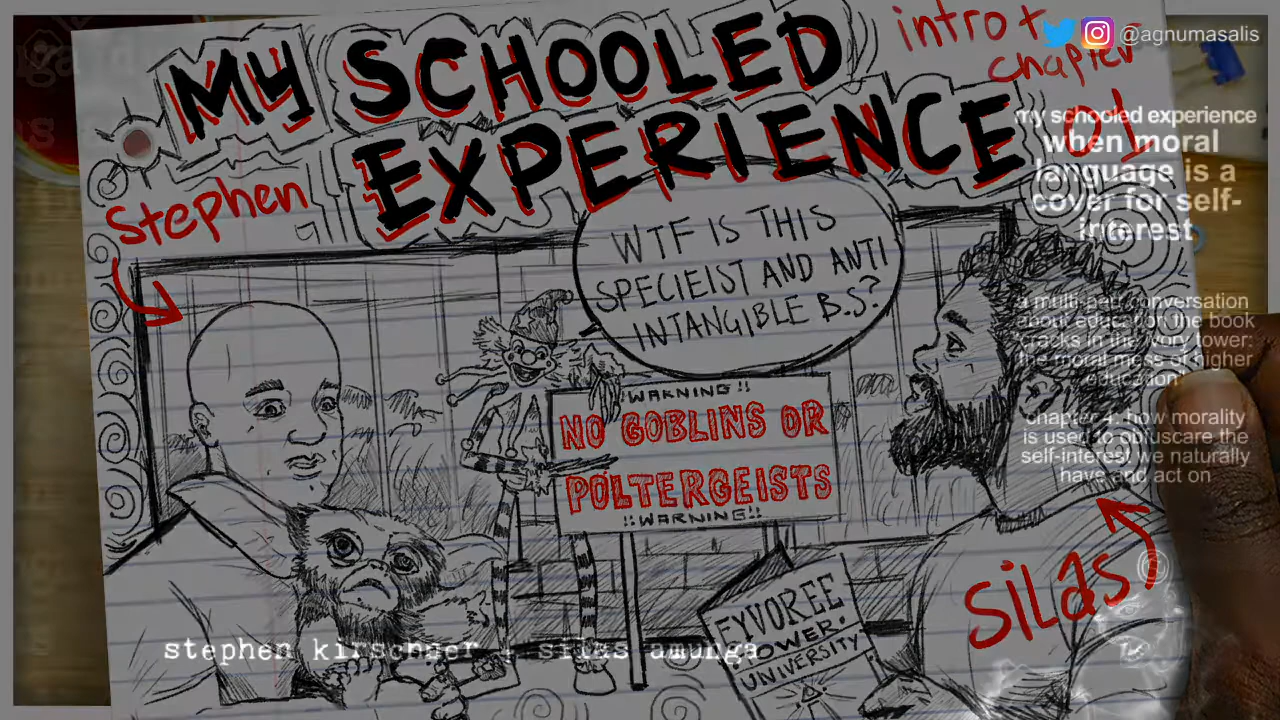 MY SCHOOLED
EXPERIENCE
intro +
chapter
01
@agnumasalis
my schooled experience
when moral
language is a
cover for self-
interest
a multi-part conversation
about education; the book
cracks in the ivory tower:
the moral mess of higher
education
chapter 4: how morality
is used to obfuscare the
self-interest we naturally
have and act on
Stephen
WTF IS THIS
SPECIEIST AND ANTI
INTANGIBLE B.S?
WARNING!!
NO GOBLINS OR
POLTERGEISTS
!!WARNING!!
Silas
FYVOREE
TOWER:
UNIVERSITY
stephen kirschner + silas amunga